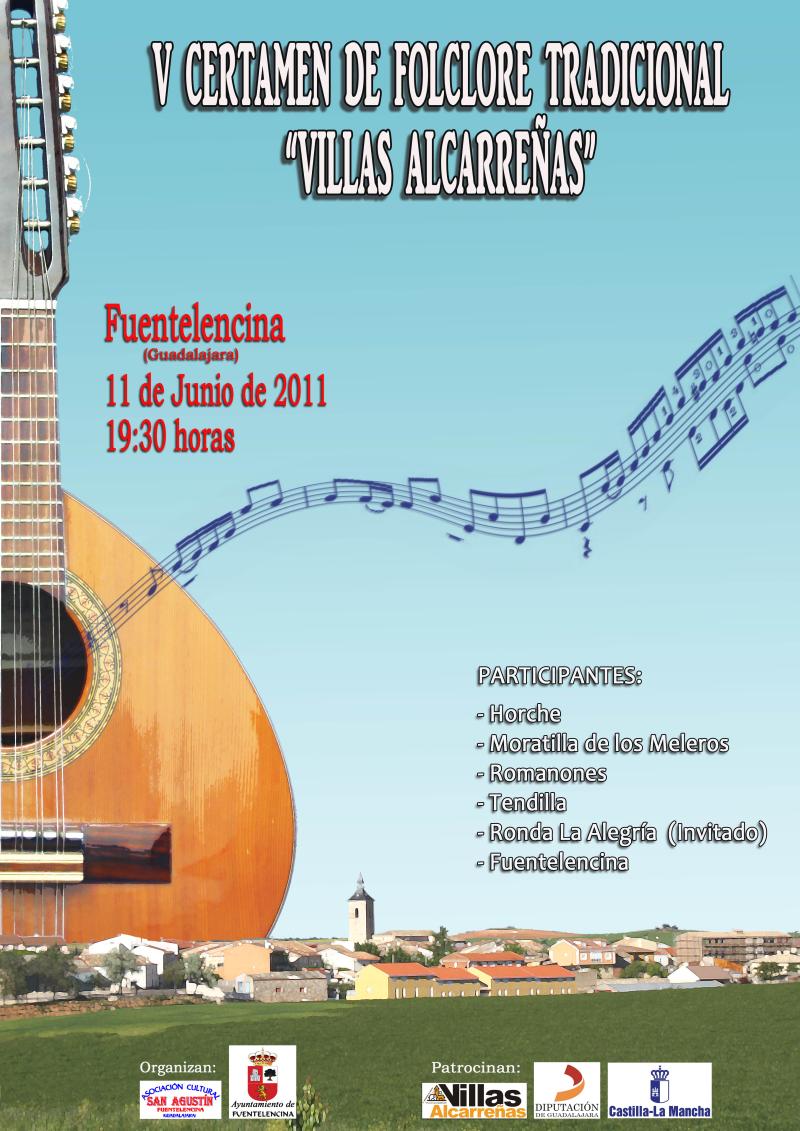 V CERTAMEN DE FOLCLORE TRADICIONAL
"VILLAS ALCARREÑAS"
Fuentelencina
(Guadalajara)
11 de Junio de 2011
19:30 horas
PARTICIPANTES:
- Horche
- Moratilla de los Meleros
- Romanones
- Tendilla
- Ronda La Alegría (Invitado)
- Fuentelencina
Organizan:
ASOCIACIÓN CULTURAL
SAN AGUSTÍN
FUENTELENCINA
GUADALAJARA
Ayuntamiento de
FUENTELENCINA
Patrocinan:
Villas
Alcarreñas
DIPUTACIÓN
DE GUADALAJARA
Castilla-La Mancha